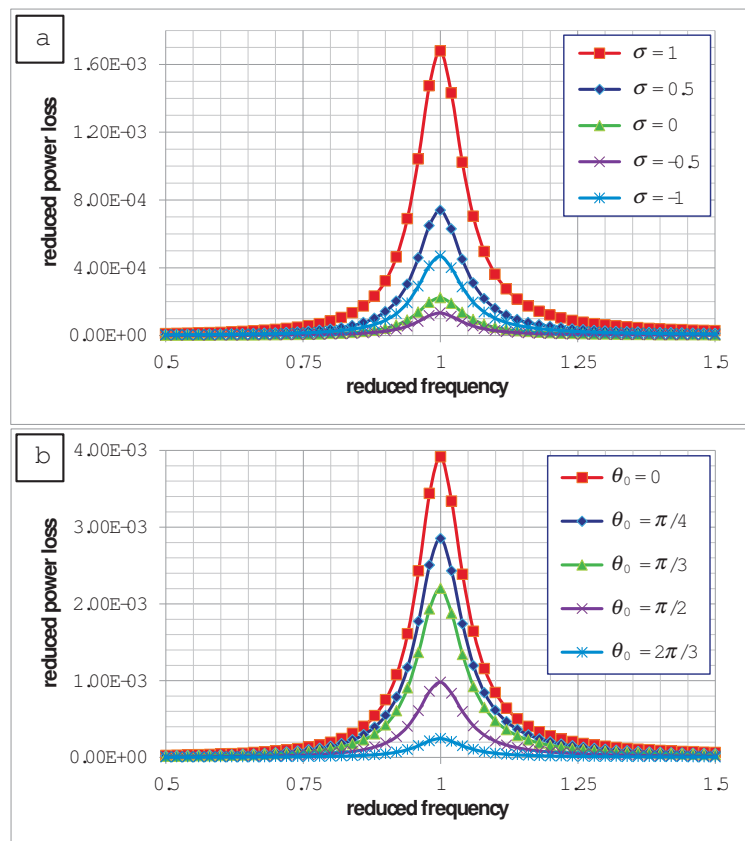 a
reduced power loss
1.60E-03
1.20E-03
8.00E-04
4.00E-04
0.00E+00
σ = 1
σ = 0.5
σ = 0
σ = -0.5
σ = -1
0.5
0.75
1
1.25
1.5
reduced frequency
b
reduced power loss
4.00E-03
3.00E-03
2.00E-03
1.00E-03
0.00E+00
θ₀ = 0
θ₀ = π/4
θ₀ = π/3
θ₀ = π/2
θ₀ = 2π/3
0.5
0.75
1
1.25
1.5
reduced frequency